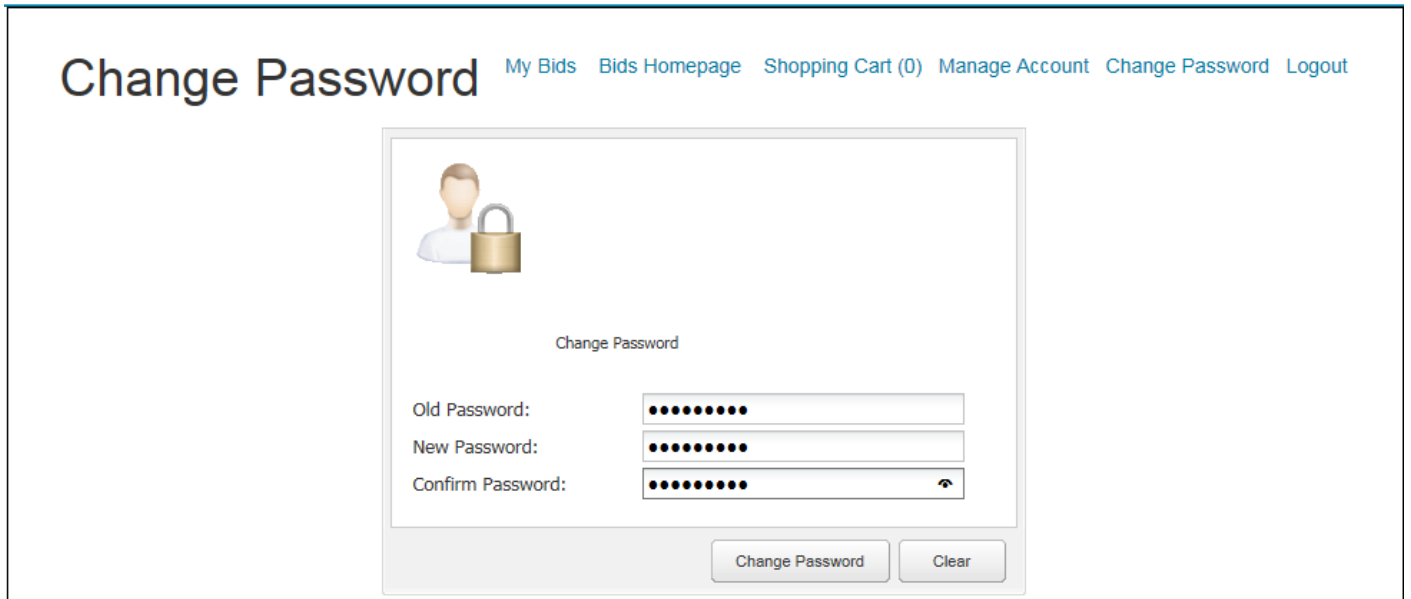 Change Password My Bids Bids Homepage Shopping Cart (0) Manage Account Change Password Logout
Change Password
Old Password: ●●●●●●●●●
New Password: ●●●●●●●●●
Confirm Password: ●●●●●●●●●
Change Password Clear